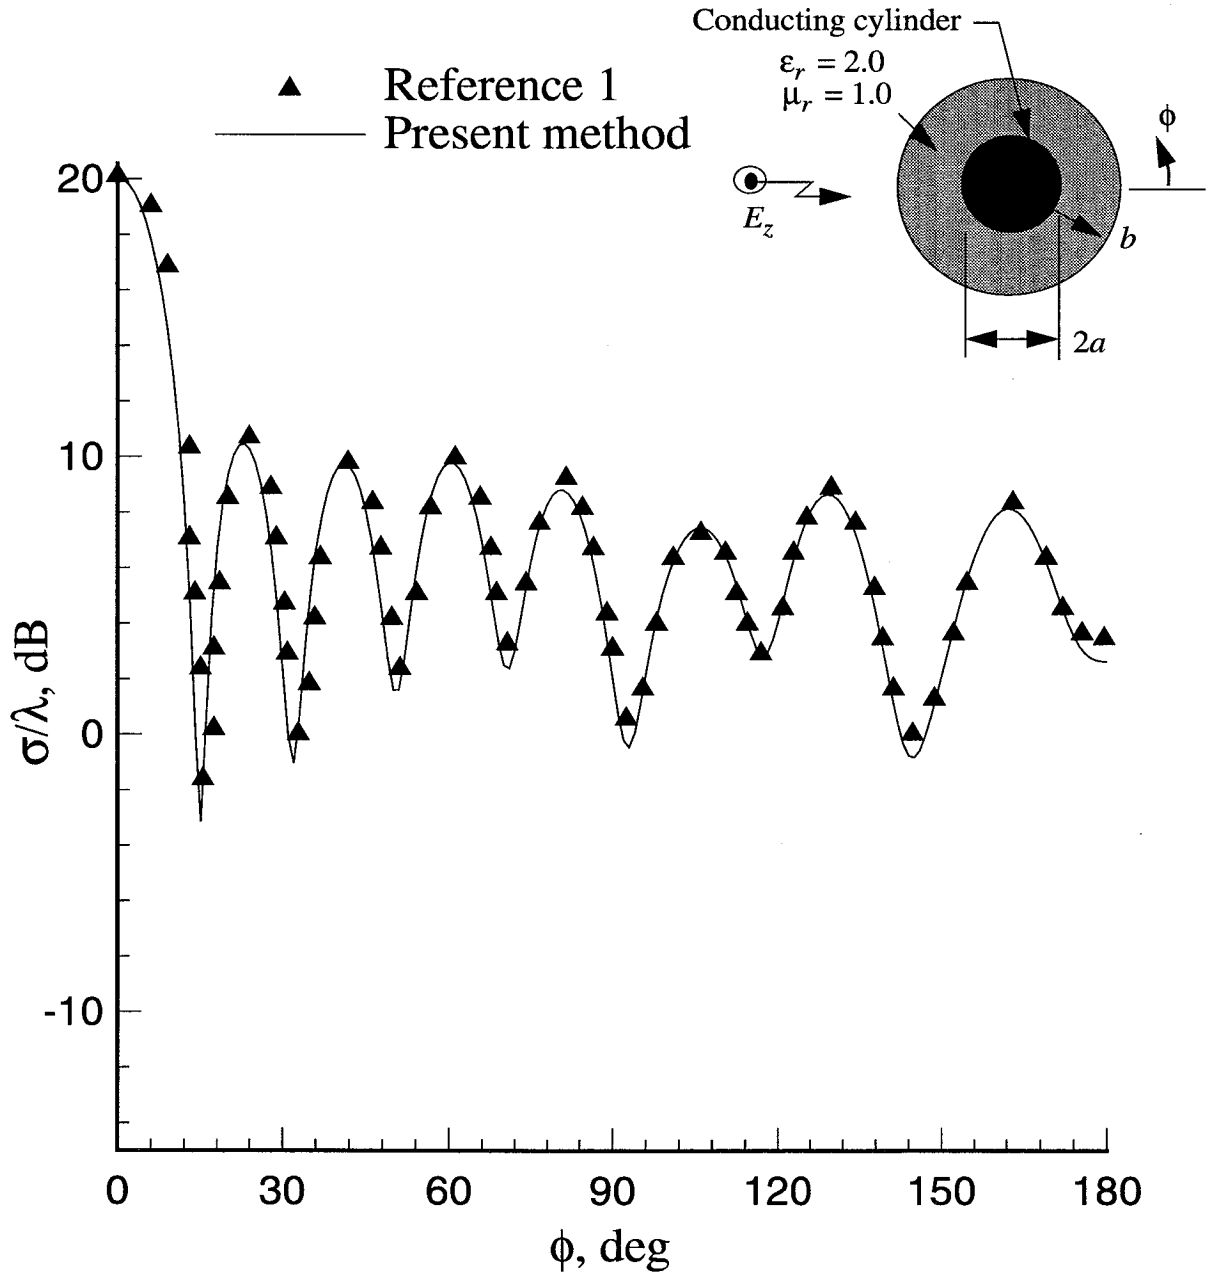 Conducting cylinder
εr = 2.0
μr = 1.0
Reference 1
Present method
ϕ
Ez
b
2a
20
10
0
-10
σ/λ, dB
0 30 60 90 120 150 180
ϕ, deg